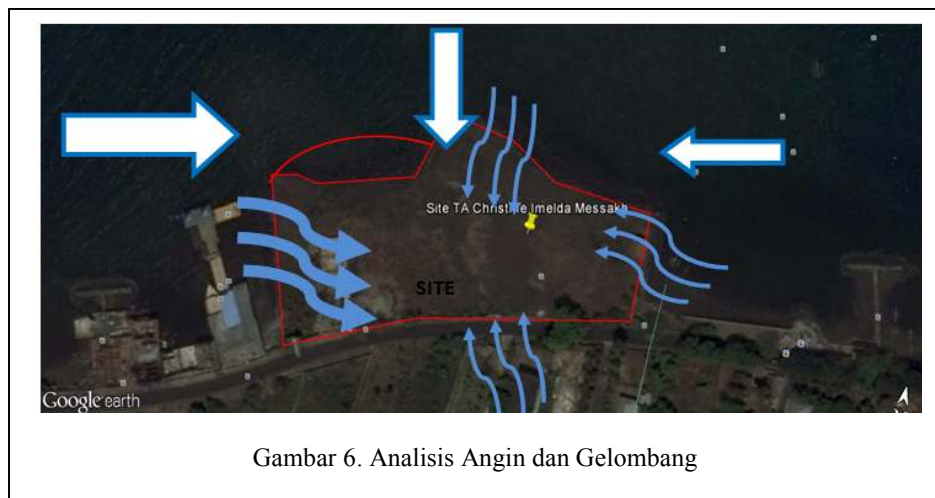 Site TA Christine Imelda Messakh
SITE
Google earth
Gambar 6. Analisis Angin dan Gelombang